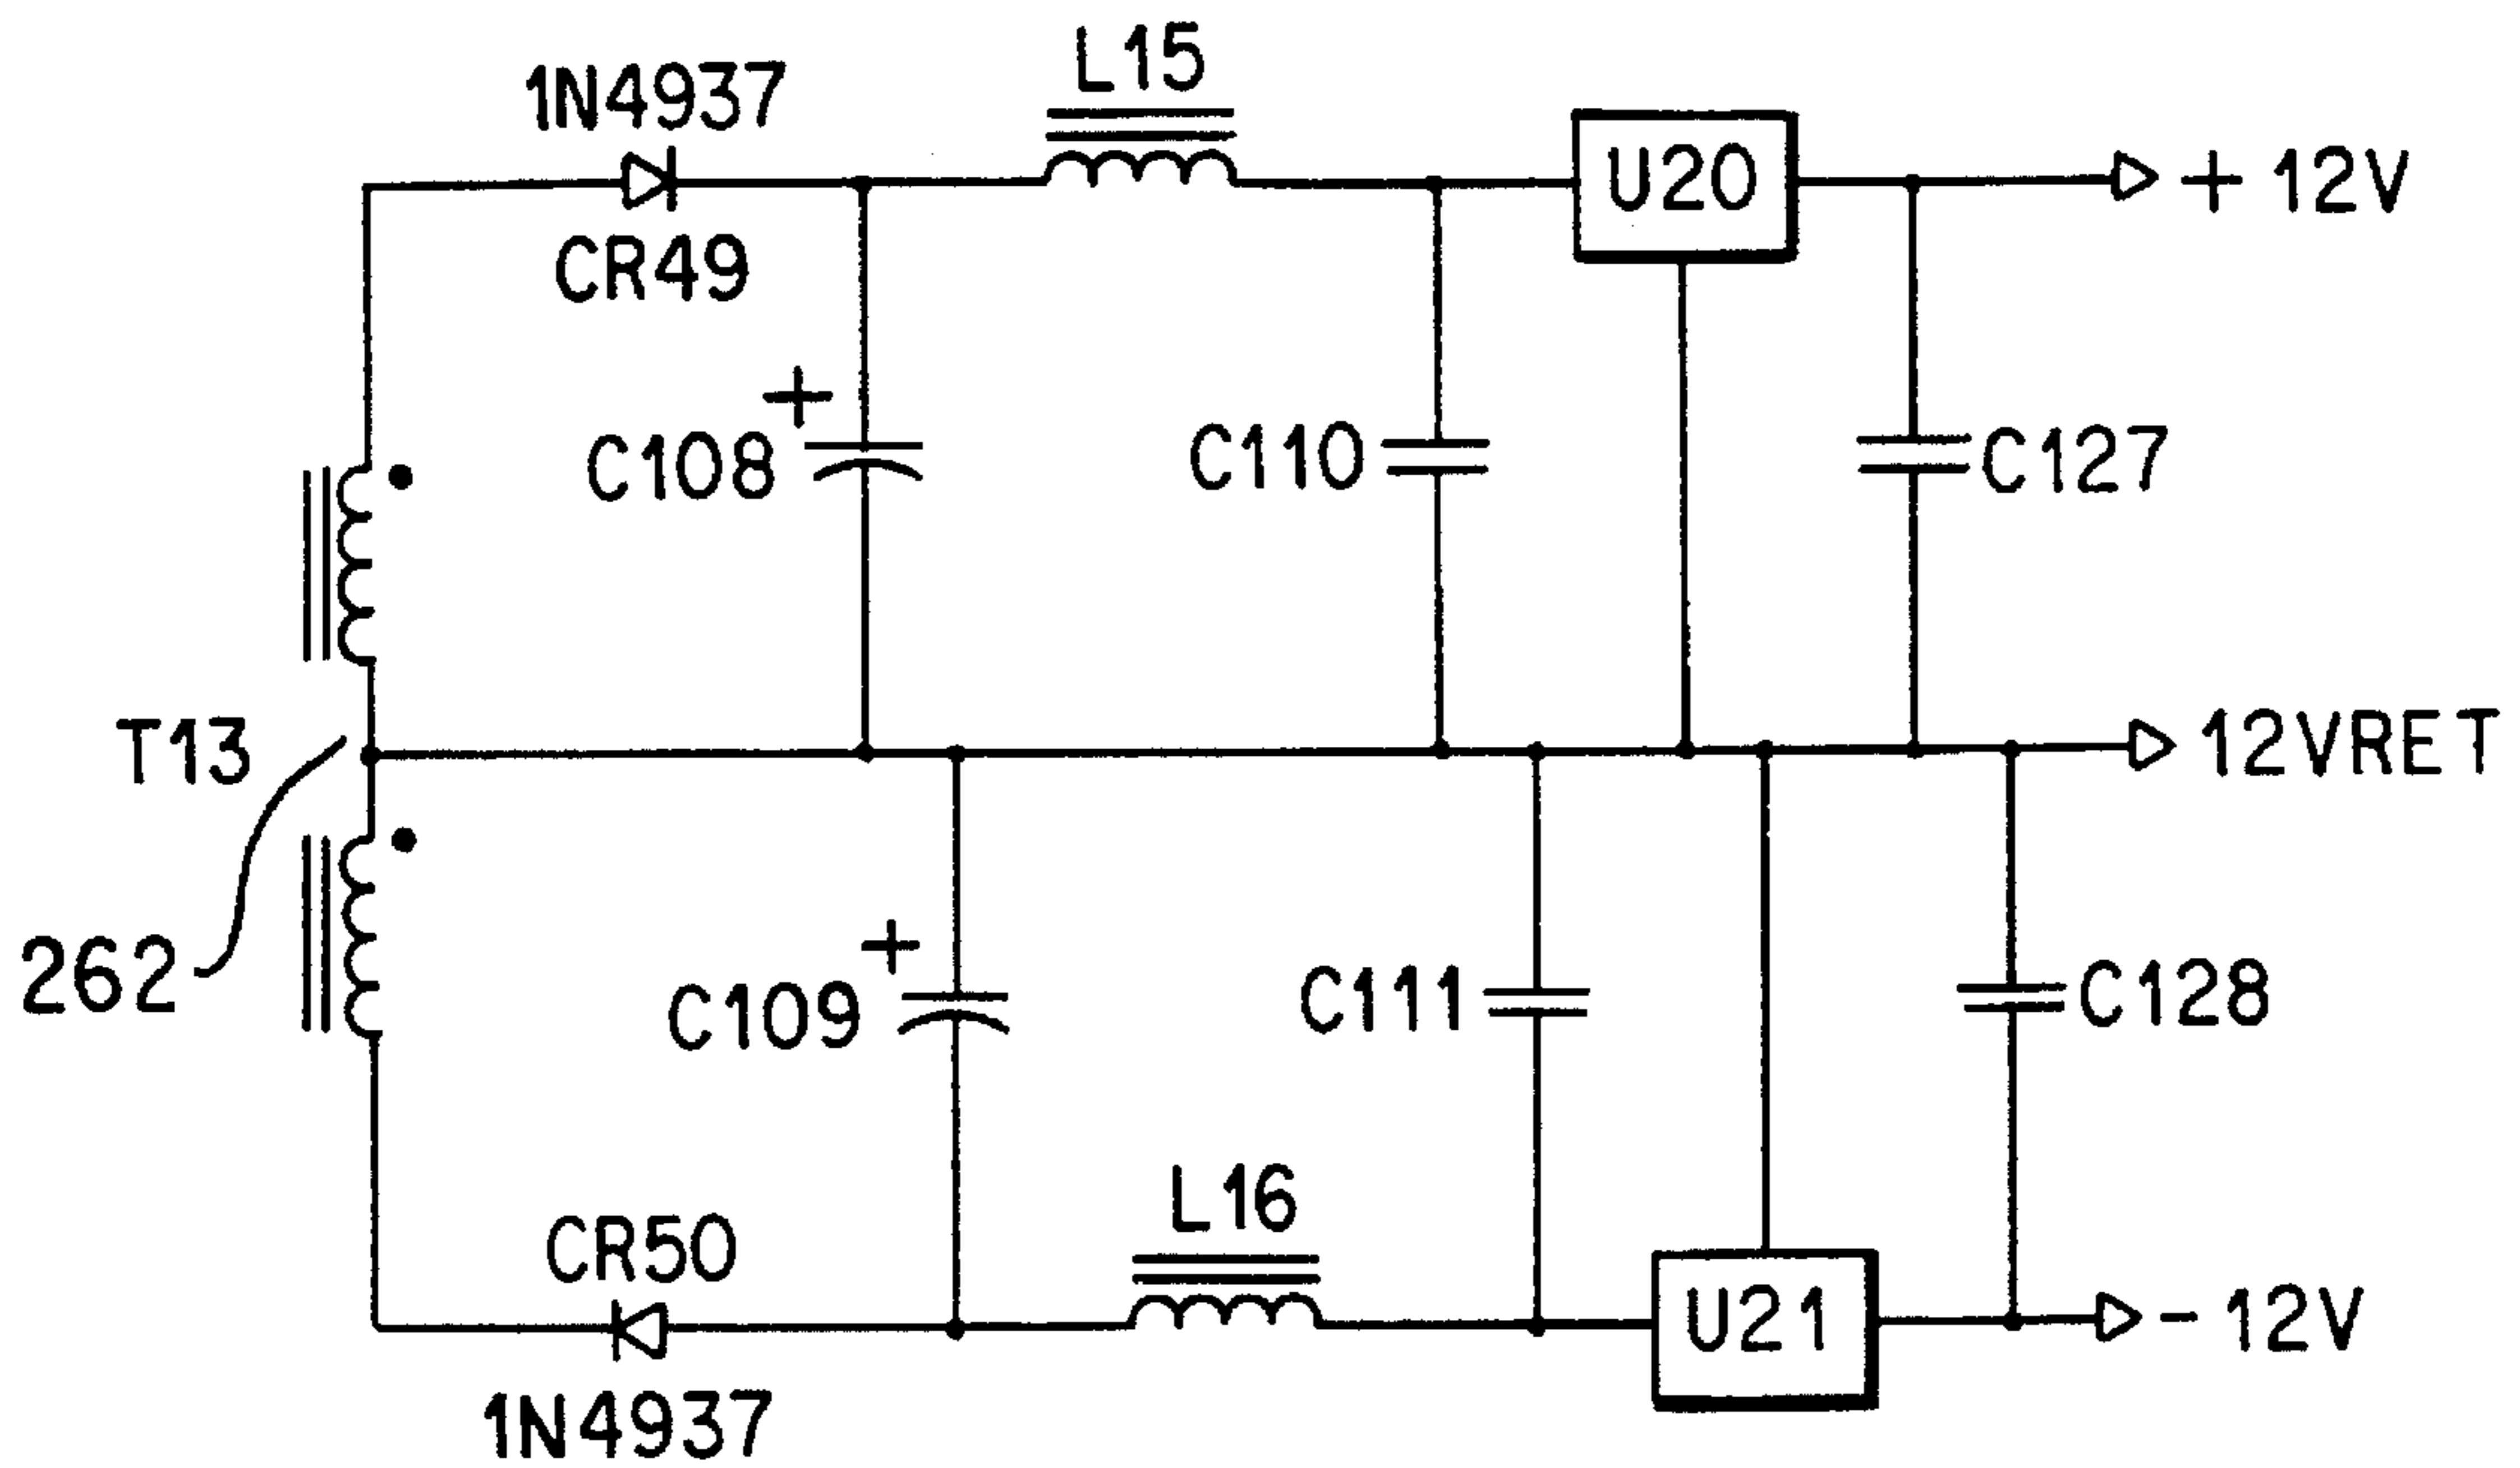 L15
1N4937
U20
+12V
CR49
+
C108
C110
C127
T13
12VRET
262
+
C109
C111
C128
L16
CR50
U21
-12V
1N4937